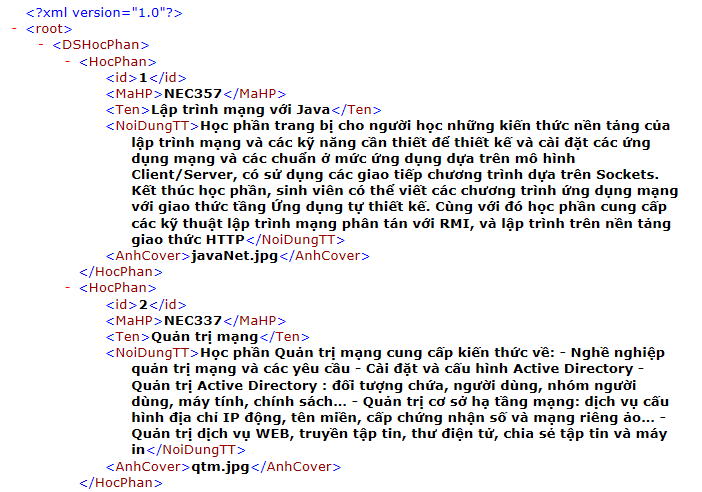 <?xml version="1.0"?>
- <root>
- <DSHocPhan>
- <HocPhan>
<id>1</id>
<MaHP>NEC357</MaHP>
<Ten>Lập trình mạng với Java</Ten>
<NoiDungTT>Học phần trang bị cho người học những kiến thức nền tảng của
lập trình mạng và các kỹ năng cần thiết để thiết kế và cài đặt các ứng
dụng mạng và các chuẩn ở mức ứng dụng dựa trên mô hình
Client/Server, có sử dụng các giao tiếp chương trình dựa trên Sockets.
Kết thúc học phần, sinh viên có thể viết các chương trình ứng dụng mạng
với giao thức tầng Ứng dụng tự thiết kế. Cùng với đó học phần cung cấp
các kỹ thuật lập trình mạng phân tán với RMI, và lập trình trên nền tảng
giao thức HTTP</NoiDungTT>
<AnhCover>javaNet.jpg</AnhCover>
</HocPhan>
- <HocPhan>
<id>2</id>
<MaHP>NEC337</MaHP>
<Ten>Quản trị mạng</Ten>
<NoiDungTT>Học phần Quản trị mạng cung cấp kiến thức về: - Nghề nghiệp
quản trị mạng và các yêu cầu - Cài đặt và cấu hình Active Directory -
Quản trị Active Directory : đối tượng chứa, người dùng, nhóm người
dùng, máy tính, chính sách... - Quản trị cơ sở hạ tầng mạng: dịch vụ cấu
hình địa chỉ IP động, tên miền, cấp chứng nhận số và mạng riêng ảo... -
Quản trị dịch vụ WEB, truyền tập tin, thư điện tử, chia sẻ tập tin và máy
in</NoiDungTT>
<AnhCover>qtm.jpg</AnhCover>
</HocPhan>